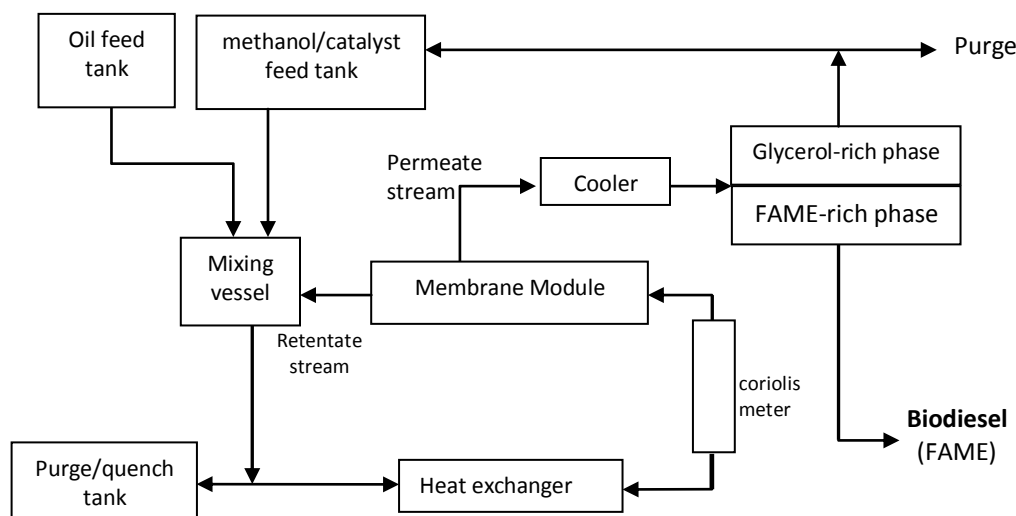 Oil feed
tank
methanol/catalyst
feed tank
Purge
Permeate
stream
Cooler
Glycerol-rich phase
FAME-rich phase
Mixing
vessel
Membrane Module
Retentate
stream
coriolis
meter
Biodiesel
(FAME)
Purge/quench
tank
Heat exchanger